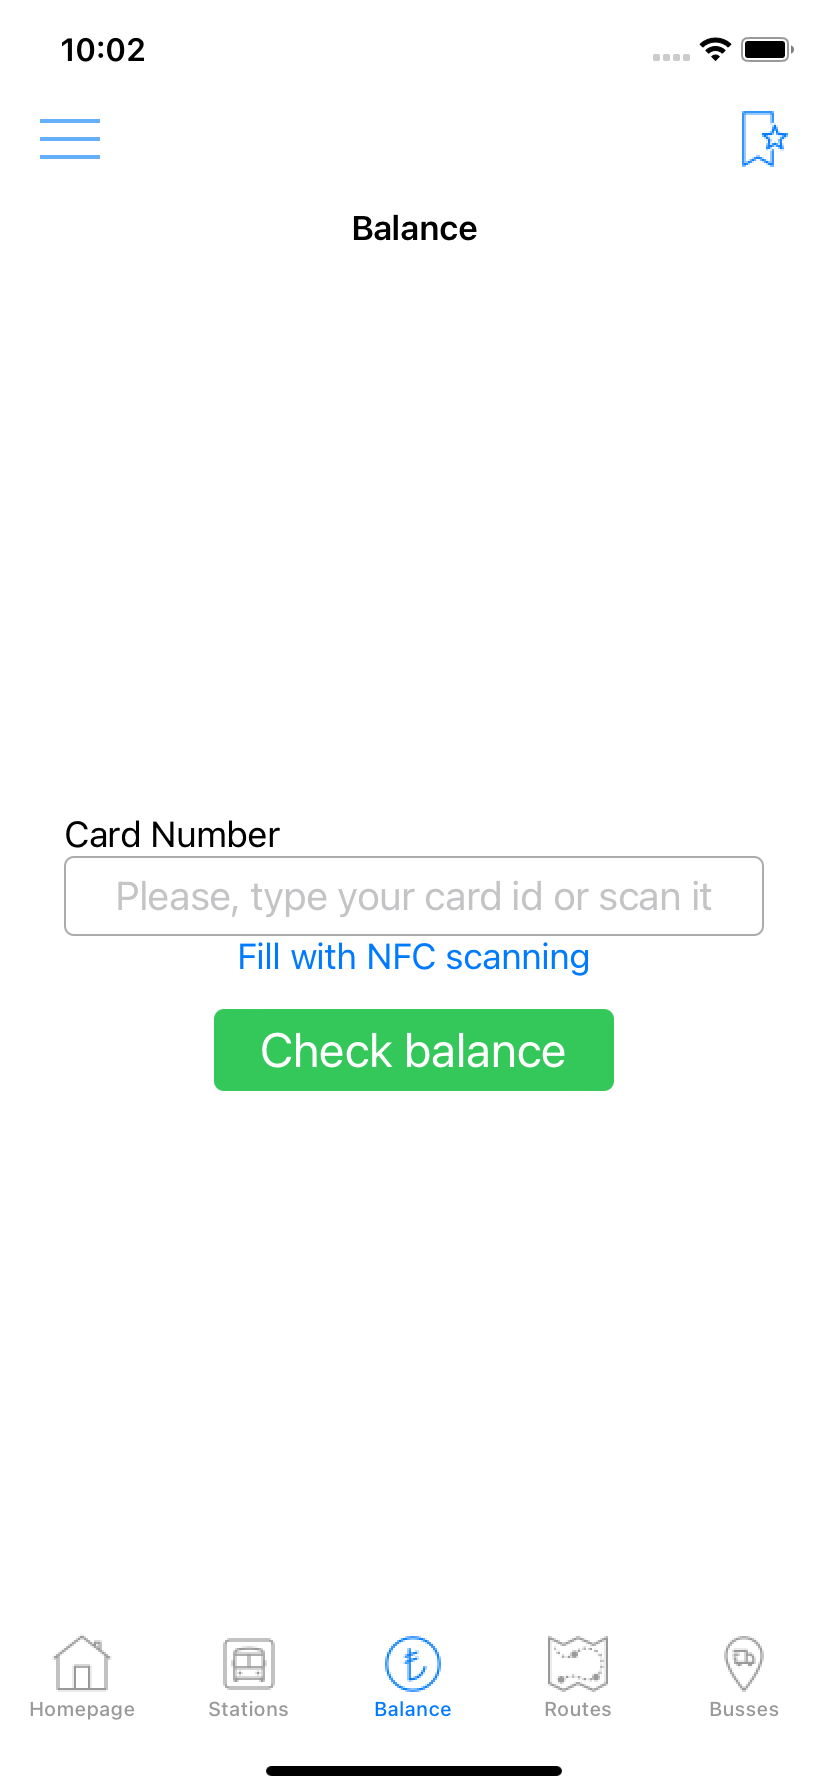 10:02
Balance
Card Number
Please, type your card id or scan it
Fill with NFC scanning
Check balance
Homepage
Stations
Balance
Routes
Busses